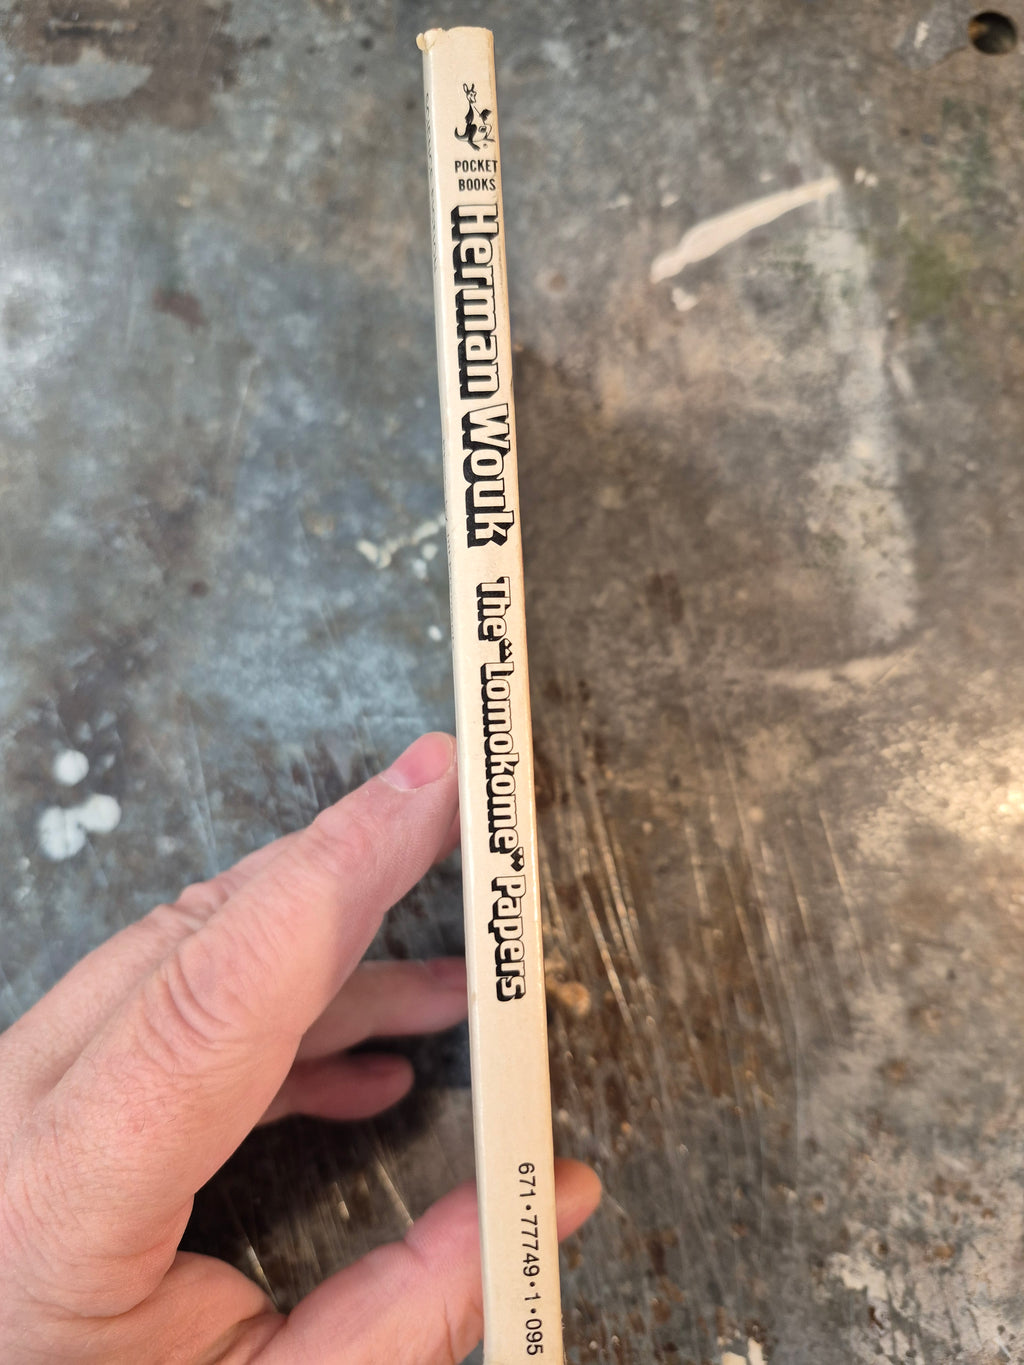 POCKET
BOOKS
Herman Wouk The "Lomokome" Papers
671•77749•1•095